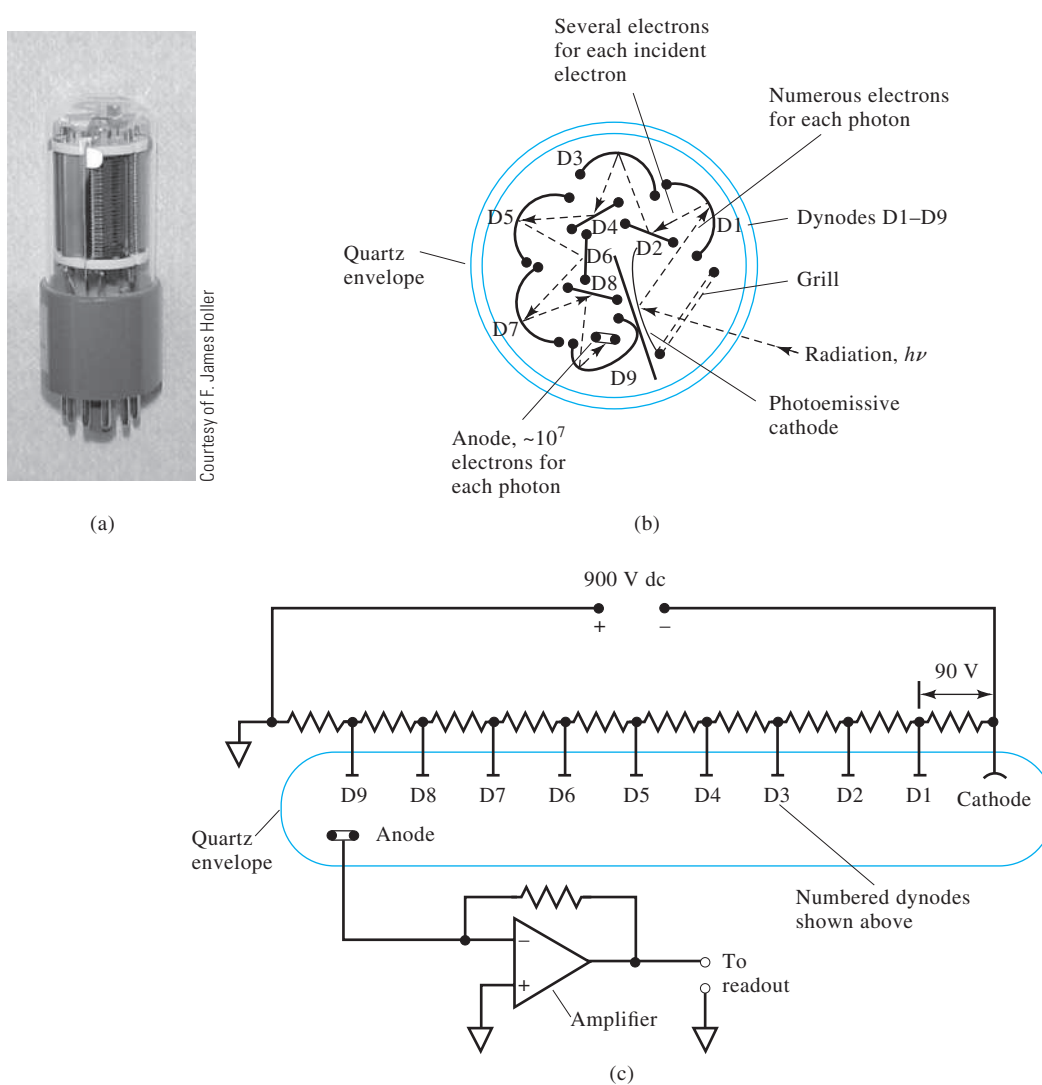 Courtesy of F. James Holler
(a)
Several electrons
for each incident
electron
Numerous electrons
for each photon
D3
D5
D4
D2
D1
D6
D8
D7
D9
Dynodes D1–D9
Quartz
envelope
Grill
Radiation, hν
Photoemissive
cathode
Anode, ~10⁷
electrons for
each photon
(b)
900 V dc
+ −
90 V
D9 D8 D7 D6 D5 D4 D3 D2 D1 Cathode
Anode
Quartz
envelope
Numbered dynodes
shown above
−
+
To
readout
Amplifier
(c)